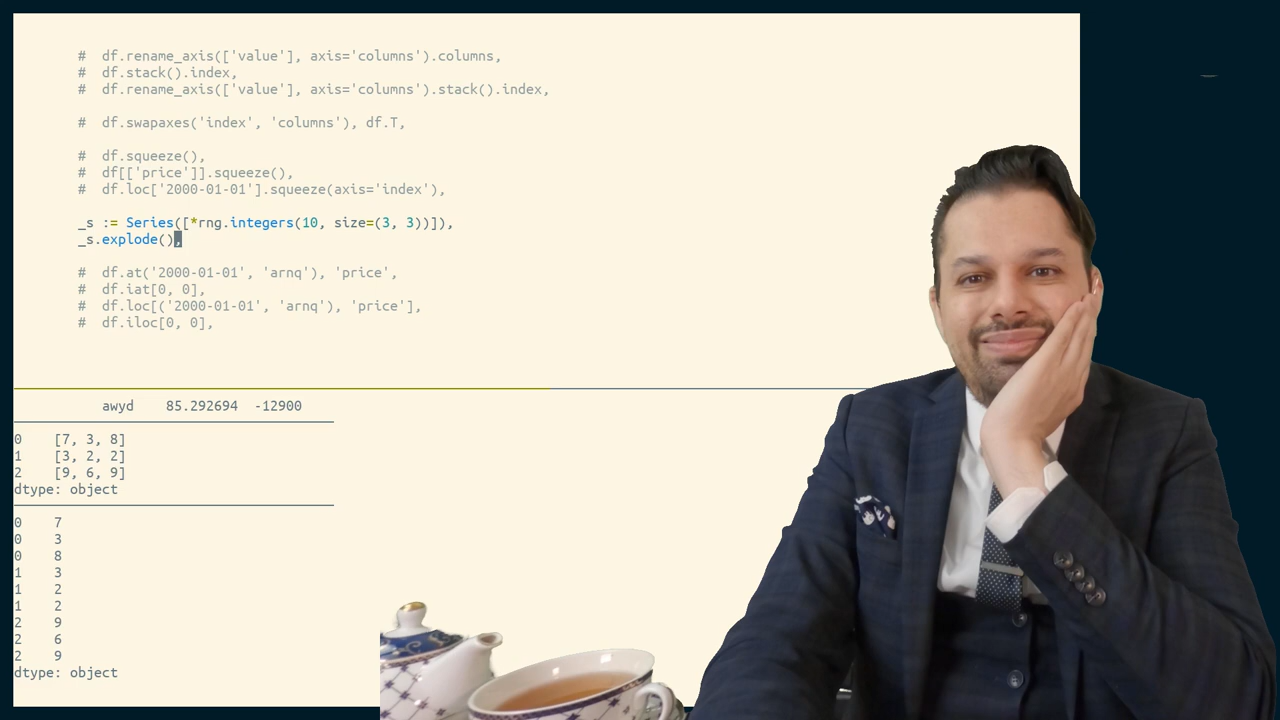 #  df.rename_axis(['value'], axis='columns').columns,
#  df.stack().index,
#  df.rename_axis(['value'], axis='columns').stack().index,
#  df.swapaxes('index', 'columns'), df.T,
#  df.squeeze(),
#  df[['price']].squeeze(),
#  df.loc['2000-01-01'].squeeze(axis='index'),
_s := Series([*rng.integers(10, size=(3, 3))]),
_s.explode(),
#  df.at('2000-01-01', 'arnq'), 'price',
#  df.iat[0, 0],
#  df.loc[('2000-01-01', 'arnq'), 'price'],
#  df.iloc[0, 0],
awyd    85.292694  -12900
0    [7, 3, 8]
1    [3, 2, 2]
2    [9, 6, 9]
dtype: object
0    7
0    3
0    8
1    3
1    2
1    2
2    9
2    6
2    9
dtype: object